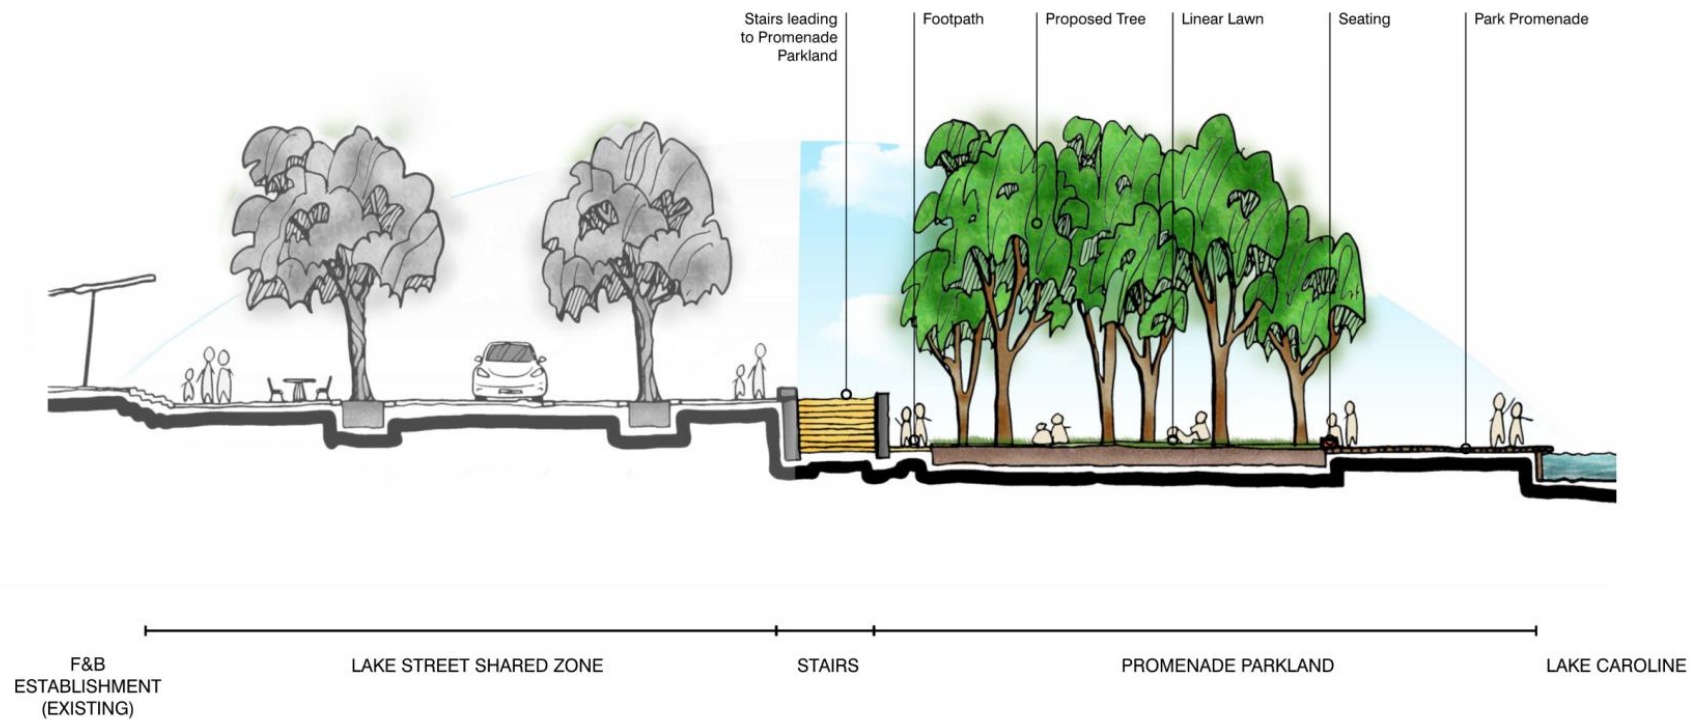 Stairs leading
to Promenade
Parkland
Footpath
Proposed Tree
Linear Lawn
Seating
Park Promenade
F&B
ESTABLISHMENT
(EXISTING)
LAKE STREET SHARED ZONE
STAIRS
PROMENADE PARKLAND
LAKE CAROLINE